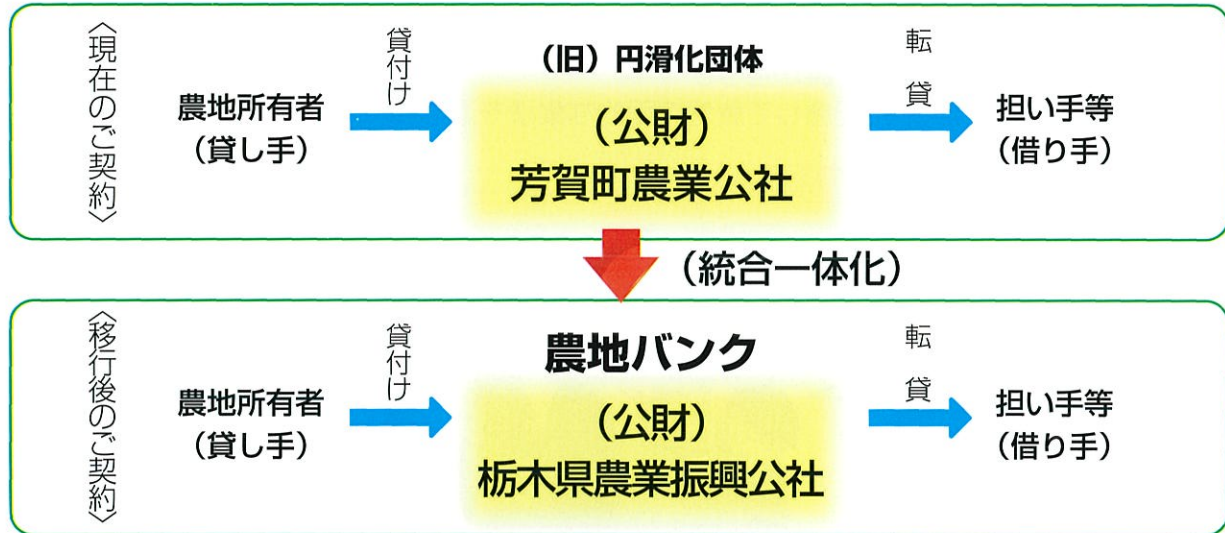 〈現在のご契約〉
農地所有者
（貸し手）
貸付け
（旧）円滑化団体
（公財）
芳賀町農業公社
転貸
担い手等
（借り手）
（統合一体化）
〈移行後のご契約〉
農地所有者
（貸し手）
貸付け
農地バンク
（公財）
栃木県農業振興公社
転貸
担い手等
（借り手）